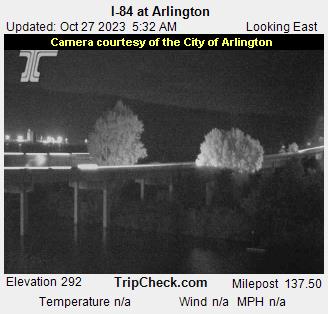 I-84 at Arlington
Updated: Oct 27 2023 5:32 AM Looking East
Camera courtesy of the City of Arlington
Elevation 292 TripCheck.com Milepost 137.50
Temperature n/a Wind n/a MPH n/a